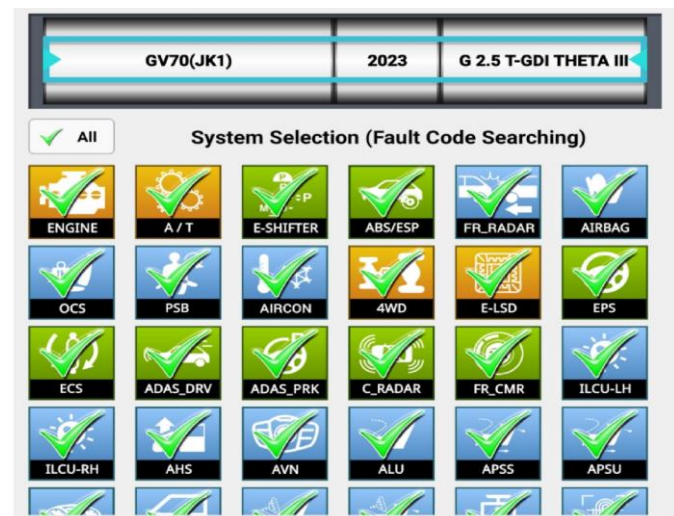 GV70(JK1) 2023 G 2.5 T-GDI THETA III
All System Selection (Fault Code Searching)
ENGINE A / T E-SHIFTER ABS/ESP FR_RADAR AIRBAG
OCS PSB AIRCON 4WD E-LSD EPS
ECS ADAS_DRV ADAS_PRK C_RADAR FR_CMR ILCU-LH
ILCU-RH AHS AVN ALU APSS APSU